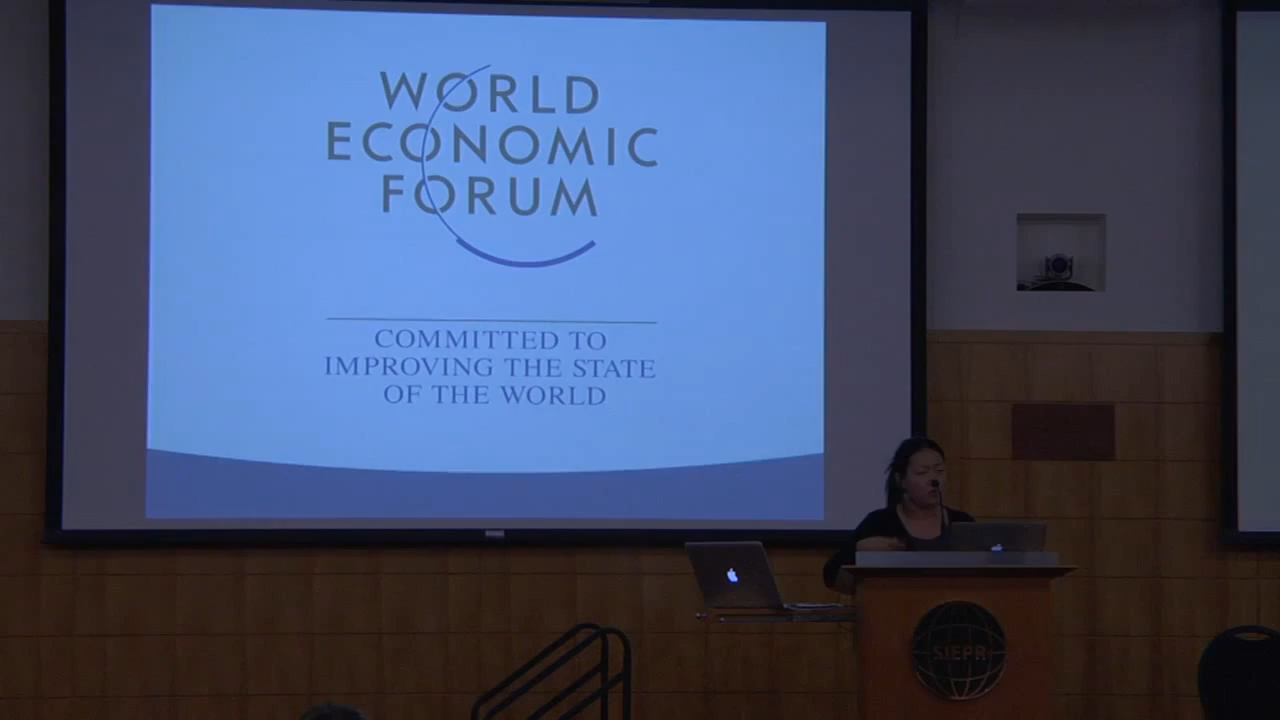 WORLD
ECONOMIC
FORUM
COMMITTED TO
IMPROVING THE STATE
OF THE WORLD
SIEPR